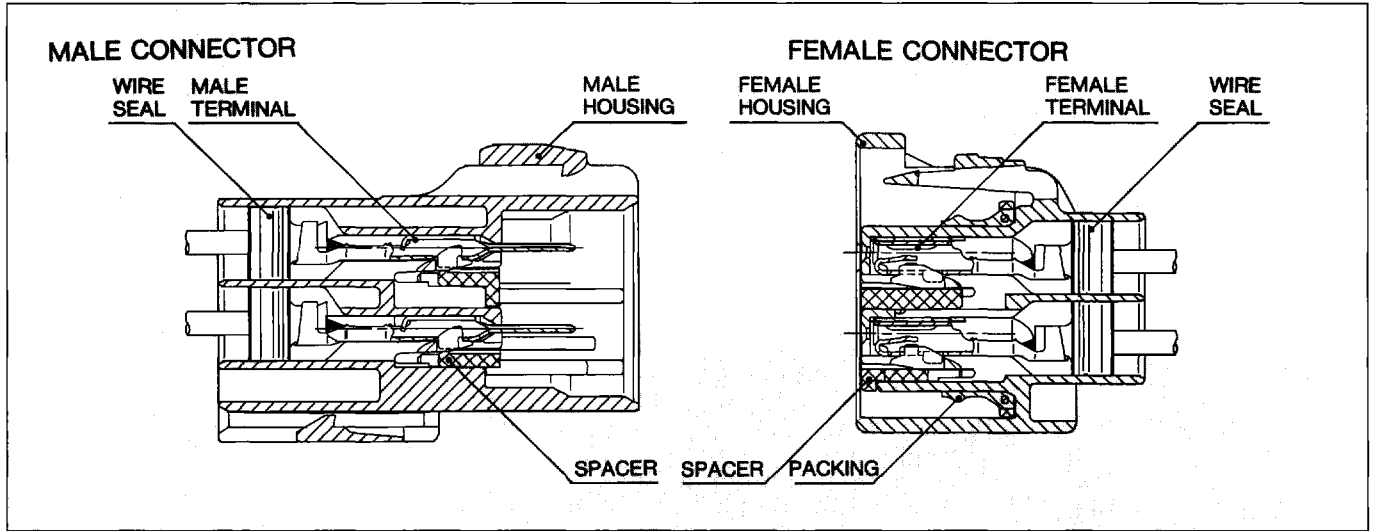 MALE CONNECTOR
WIRE SEAL
MALE TERMINAL
MALE HOUSING
FEMALE CONNECTOR
FEMALE HOUSING
FEMALE TERMINAL
WIRE SEAL
SPACER
SPACER
PACKING